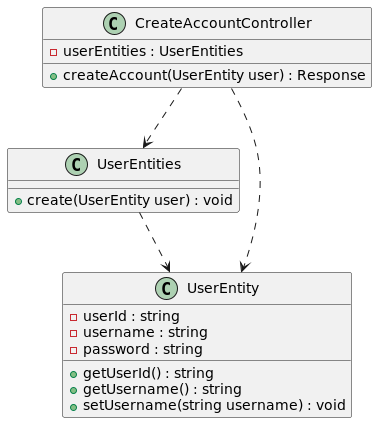 C CreateAccountController
userEntities : UserEntities
createAccount(UserEntity user) : Response
C UserEntities
create(UserEntity user) : void
C UserEntity
userId : string
username : string
password : string
getUserId() : string
getUsername() : string
setUsername(string username) : void